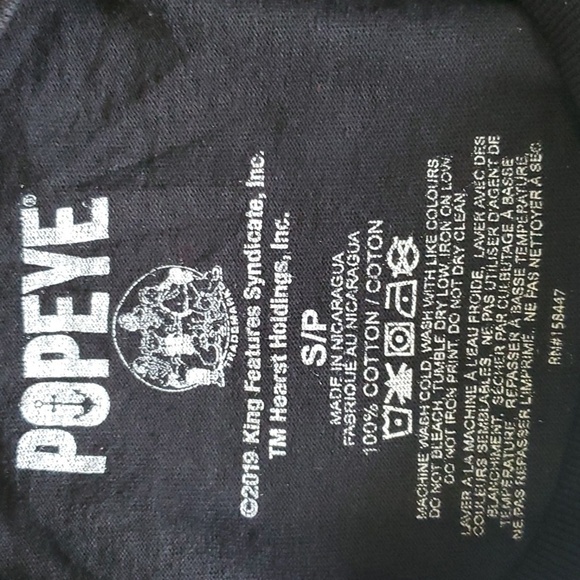 POPEYE®
TRADEMARK
©2019 King Features Syndicate, Inc.
TM Hearst Holdings, Inc.
S/P
MADE IN NICARAGUA
FABRIQUÉ AU NICARAGUA
100% COTTON / COTON
MACHINE WASH COLD, WASH WITH LIKE COLOURS,
DO NOT BLEACH, TUMBLE DRY LOW, IRON ON LOW,
DO NOT IRON PRINT, DO NOT DRY CLEAN.
LAVER A LA MACHINE À L'EAU FROIDE, LAVER AVEC DES
COULEURS SEMBLABLES, NE PAS UTILISER D'AGENT DE
BLANCHIMENT, SÉCHER PAR CULBUTAGE À BASSE
TEMPÉRATURE, REPASSER À BASSE TEMPÉRATURE,
NE PAS REPASSER L'IMPRIMÉ, NE PAS NETTOYER À SEC.
RN# 158447